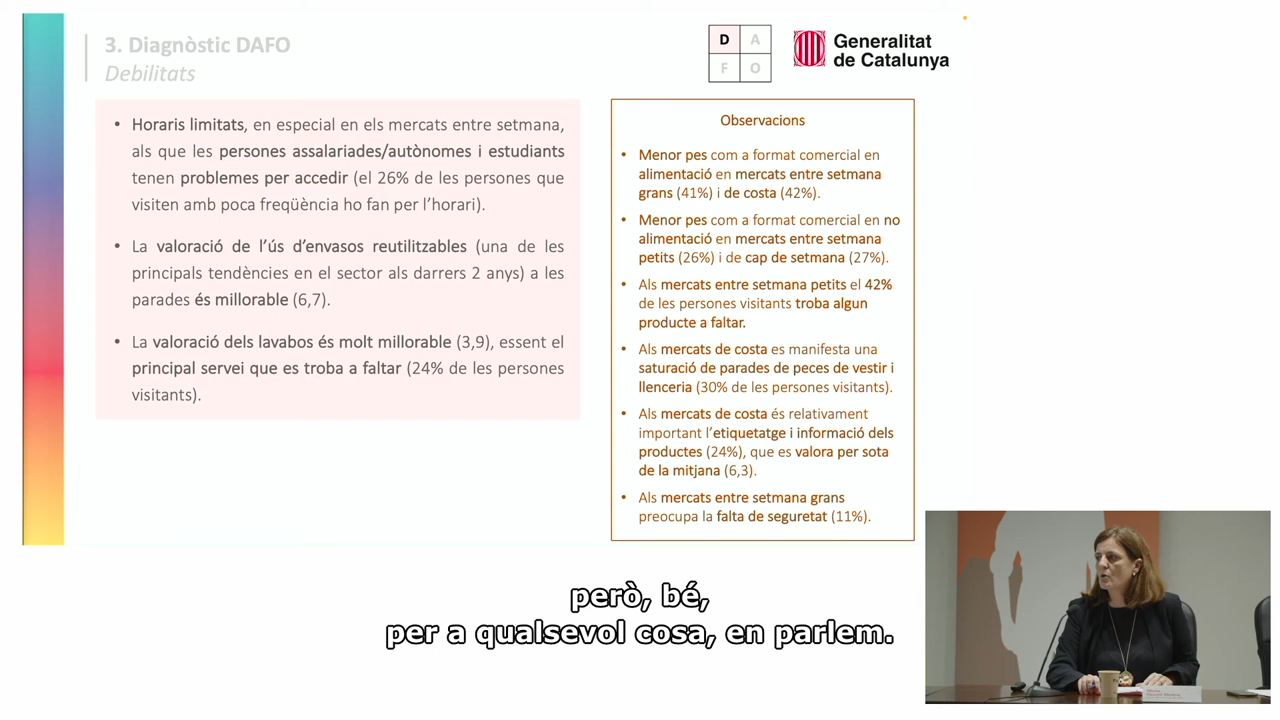 3. Diagnòstic DAFO
Debilitats
D A
F O
Generalitat
de Catalunya
• Horaris limitats, en especial en els mercats entre setmana,
als que les persones assalariades/autònomes i estudiants
tenen problemes per accedir (el 26% de les persones que
visiten amb poca freqüència ho fan per l’horari).
• La valoració de l’ús d’envasos reutilitzables (una de les
principals tendències en el sector als darrers 2 anys) a les
parades és millorable (6,7).
• La valoració dels lavabos és molt millorable (3,9), essent el
principal servei que es troba a faltar (24% de les persones
visitants).
Observacions
• Menor pes com a format comercial en
alimentació en mercats entre setmana
grans (41%) i de costa (42%).
• Menor pes com a format comercial en no
alimentació en mercats entre setmana
petits (26%) i de cap de setmana (27%).
• Als mercats entre setmana petits el 42%
de les persones visitants troba algun
producte a faltar.
• Als mercats de costa es manifesta una
saturació de parades de peces de vestir i
llenceria (30% de les persones visitants).
• Als mercats de costa és relativament
important l’etiquetatge i informació dels
productes (24%), que es valora per sota
de la mitjana (6,3).
• Als mercats entre setmana grans
preocupa la falta de seguretat (11%).
però, bé,
per a qualsevol cosa, en parlem.